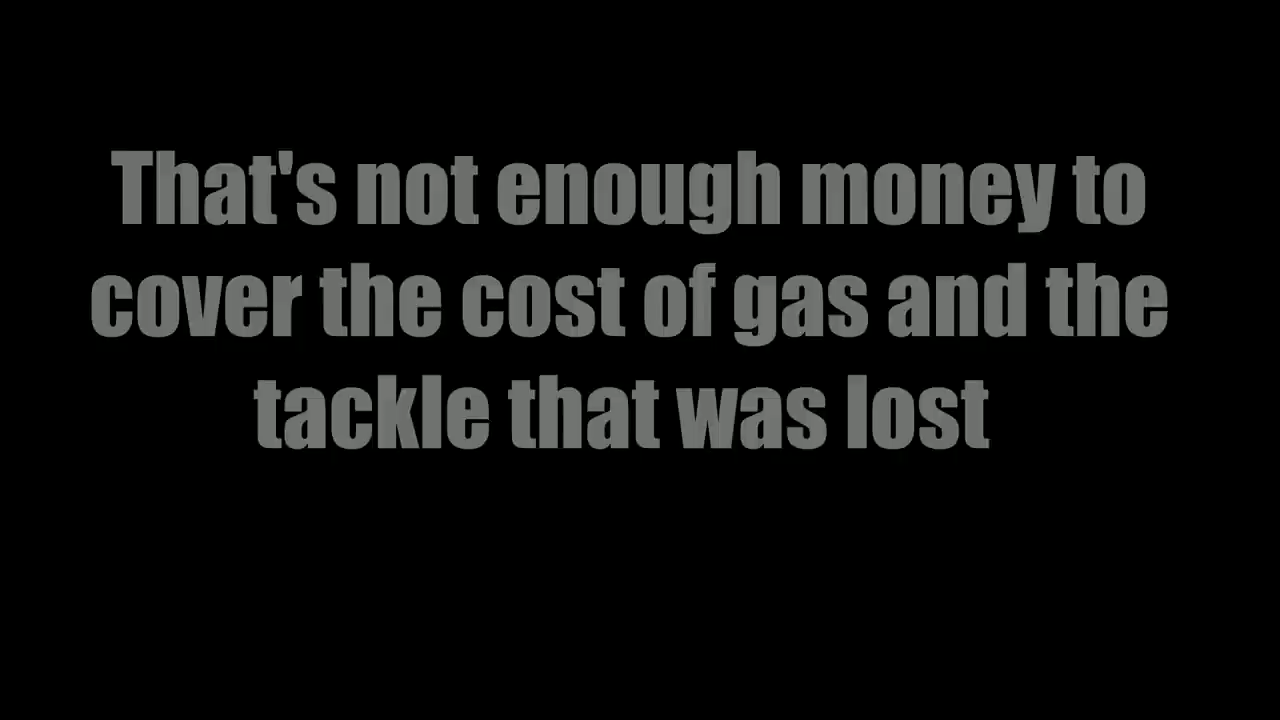 That's not enough money to
cover the cost of gas and the
tackle that was lost